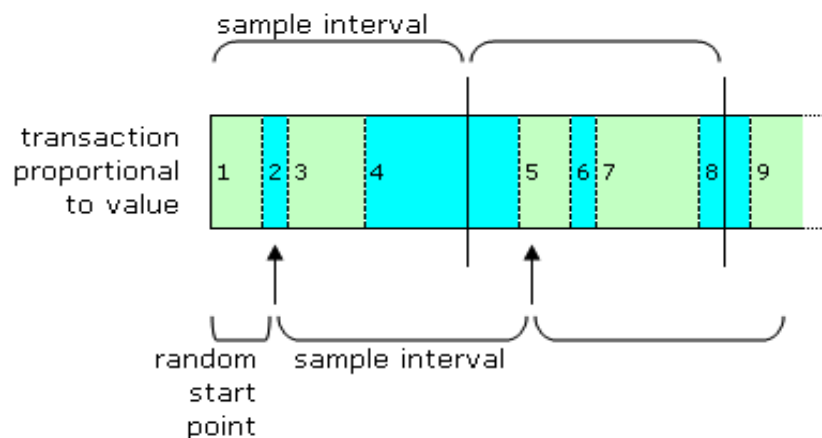 sample interval
transaction
proportional
to value
1 2 3 4 5 6 7 8 9
random
start
point
sample interval